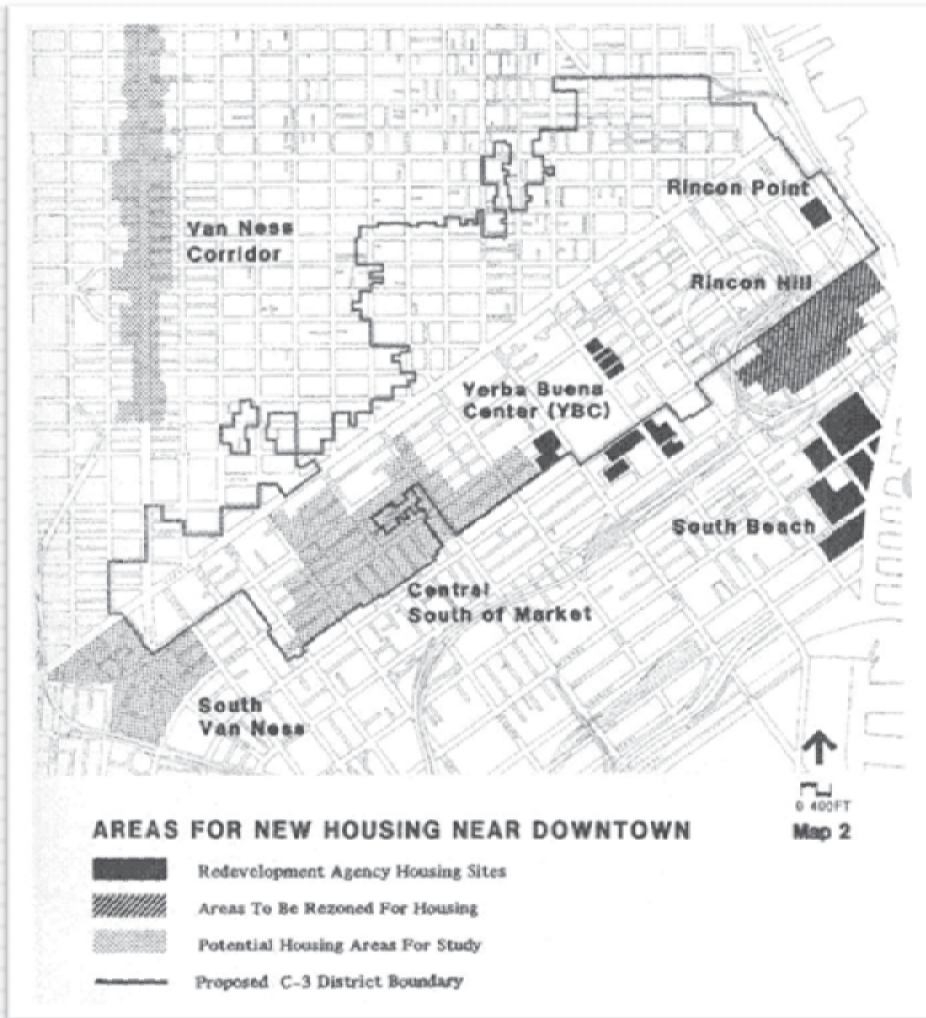 Van Ness
Corridor
Rincon Point
Rincon Hill
Yerba Buena
Center (YBC)
South Beach
Central
South of Market
South
Van Ness
0 400FT
Map 2
AREAS FOR NEW HOUSING NEAR DOWNTOWN
Redevelopment Agency Housing Sites
Areas To Be Rezoned For Housing
Potential Housing Areas For Study
Proposed C-3 District Boundary